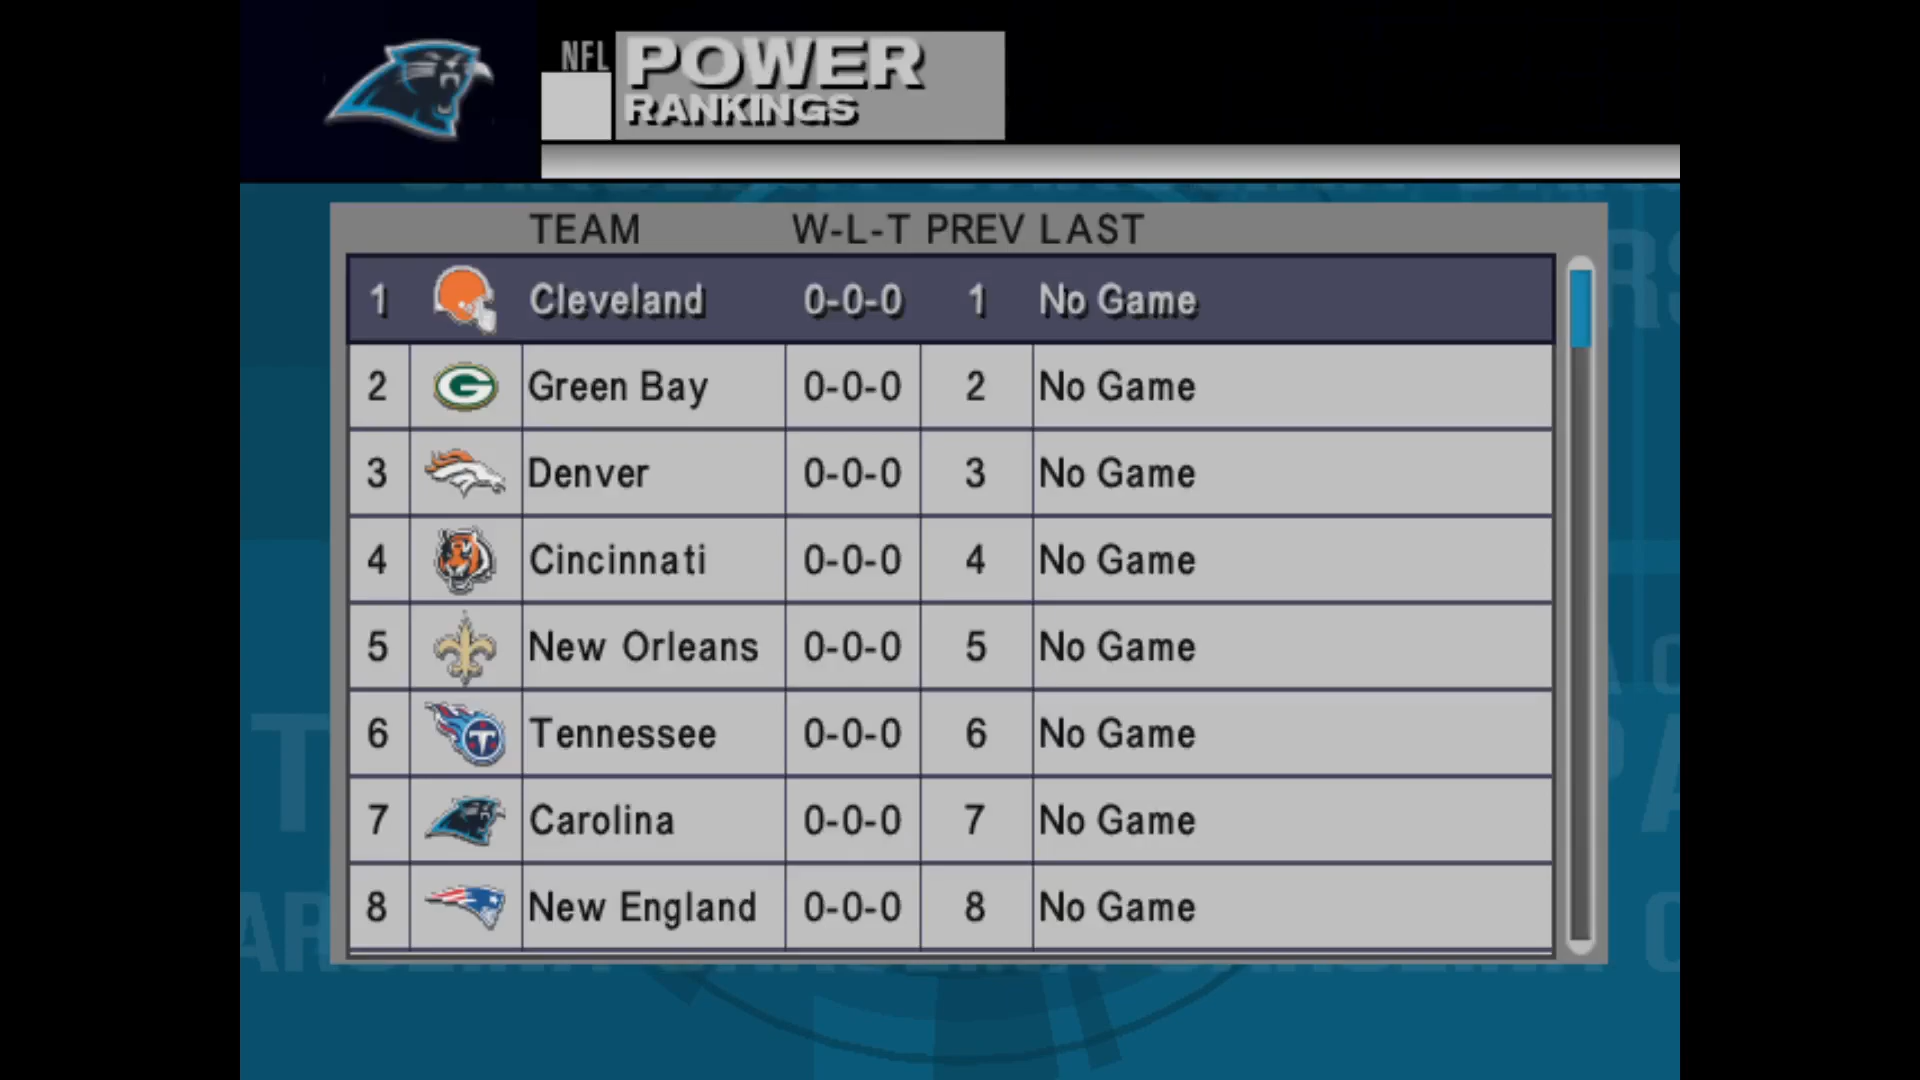 NFL POWER
RANKINGS
TEAM W-L-T PREV LAST
1 Cleveland 0-0-0 1 No Game
2 Green Bay 0-0-0 2 No Game
3 Denver 0-0-0 3 No Game
4 Cincinnati 0-0-0 4 No Game
5 New Orleans 0-0-0 5 No Game
6 Tennessee 0-0-0 6 No Game
7 Carolina 0-0-0 7 No Game
8 New England 0-0-0 8 No Game